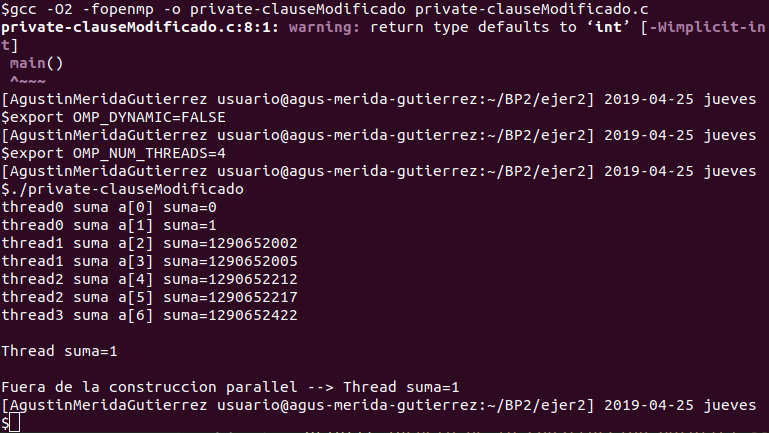 $gcc -O2 -fopenmp -o private-clauseModificado private-clauseModificado.c
private-clauseModificado.c:8:1: warning: return type defaults to ‘int’ [-Wimplicit-in
t]
 main()
 ^~~~
[AgustinMeridaGutierrez usuario@agus-merida-gutierrez:~/BP2/ejer2] 2019-04-25 jueves
$export OMP_DYNAMIC=FALSE
[AgustinMeridaGutierrez usuario@agus-merida-gutierrez:~/BP2/ejer2] 2019-04-25 jueves
$export OMP_NUM_THREADS=4
[AgustinMeridaGutierrez usuario@agus-merida-gutierrez:~/BP2/ejer2] 2019-04-25 jueves
$./private-clauseModificado
thread0 suma a[0] suma=0
thread0 suma a[1] suma=1
thread1 suma a[2] suma=1290652002
thread1 suma a[3] suma=1290652005
thread2 suma a[4] suma=1290652212
thread2 suma a[5] suma=1290652217
thread3 suma a[6] suma=1290652422

Thread suma=1

Fuera de la construccion parallel --> Thread suma=1
[AgustinMeridaGutierrez usuario@agus-merida-gutierrez:~/BP2/ejer2] 2019-04-25 jueves
$